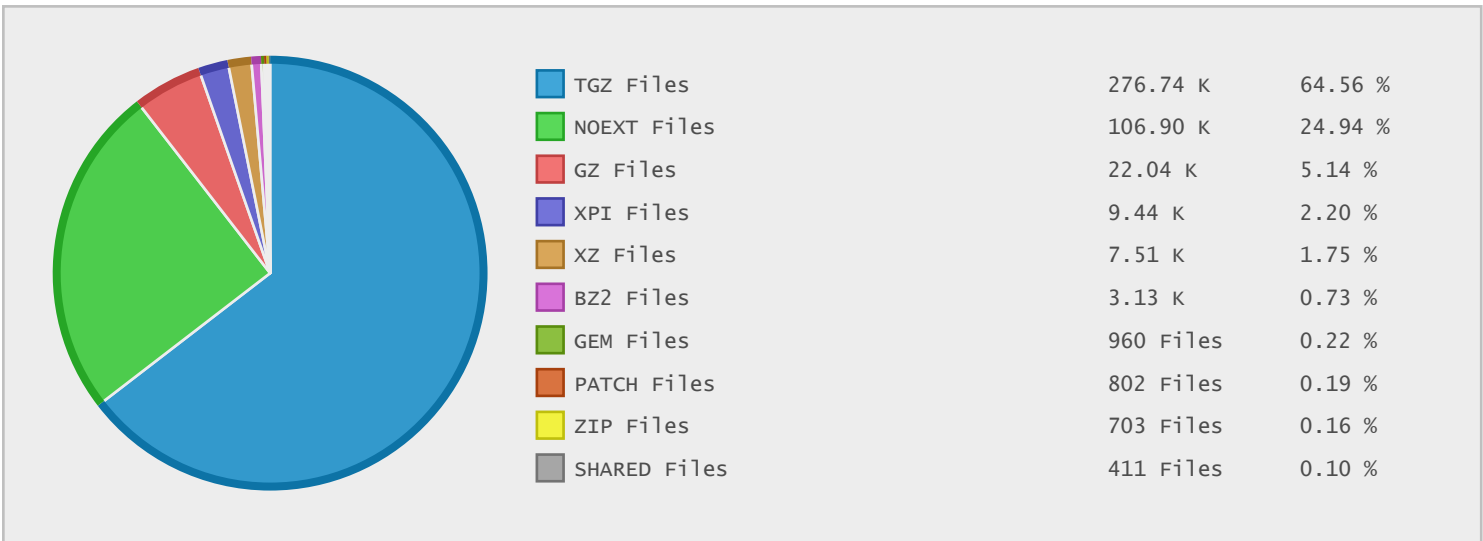 TGZ Files 276.74 K 64.56 %
NOEXT Files 106.90 K 24.94 %
GZ Files 22.04 K 5.14 %
XPI Files 9.44 K 2.20 %
XZ Files 7.51 K 1.75 %
BZ2 Files 3.13 K 0.73 %
GEM Files 960 Files 0.22 %
PATCH Files 802 Files 0.19 %
ZIP Files 703 Files 0.16 %
SHARED Files 411 Files 0.10 %